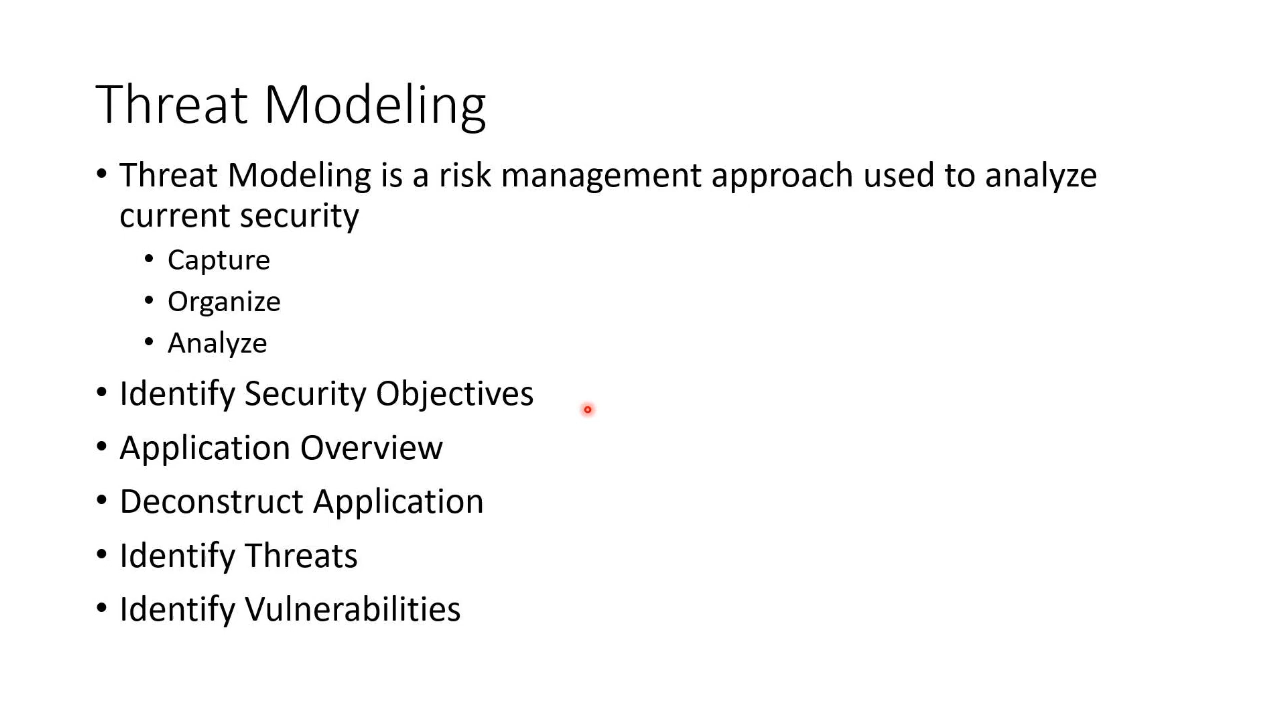 Threat Modeling
• Threat Modeling is a risk management approach used to analyze
current security
• Capture
• Organize
• Analyze
• Identify Security Objectives
• Application Overview
• Deconstruct Application
• Identify Threats
• Identify Vulnerabilities